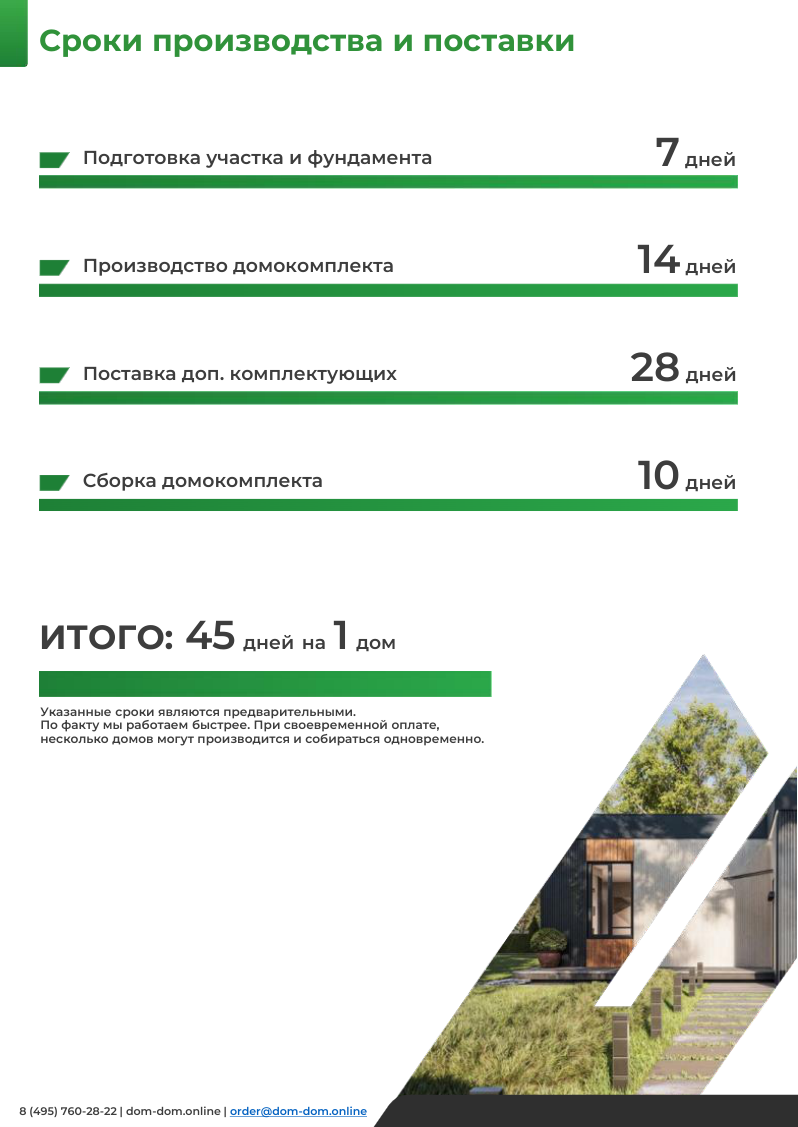 Сроки производства и поставки
Подготовка участка и фундамента 7 дней
Производство домокомплекта 14 дней
Поставка доп. комплектующих 28 дней
Сборка домокомплекта 10 дней
ИТОГО: 45 дней на 1 дом
Указанные сроки являются предварительными.
По факту мы работаем быстрее. При своевременной оплате,
несколько домов могут производится и собираться одновременно.
8 (495) 760-28-22 | dom-dom.online | order@dom-dom.online